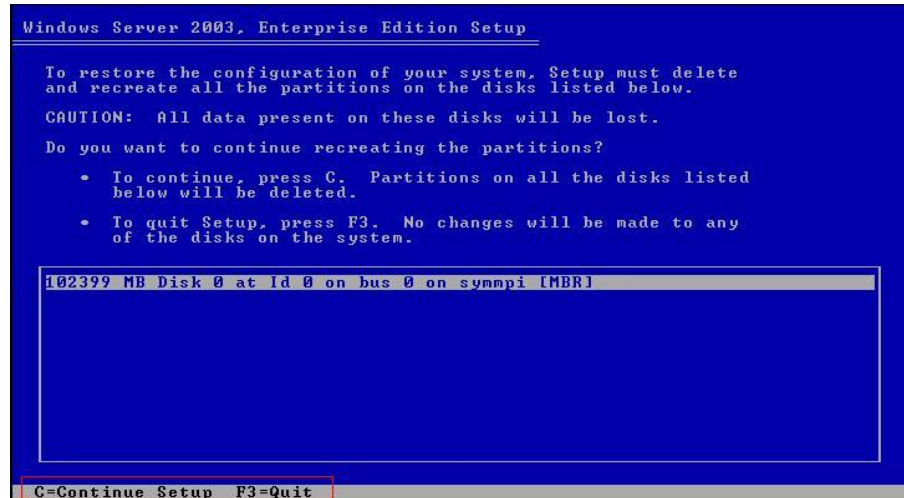 Windows Server 2003, Enterprise Edition Setup
To restore the configuration of your system, Setup must delete
and recreate all the partitions on the disks listed below.
CAUTION:  All data present on these disks will be lost.
Do you want to continue recreating the partitions?
•  To continue, press C.  Partitions on all the disks listed
below will be deleted.
•  To quit Setup, press F3.  No changes will be made to any
of the disks on the system.
102399 MB Disk 0 at Id 0 on bus 0 on symmpi [MBR]
C=Continue Setup  F3=Quit